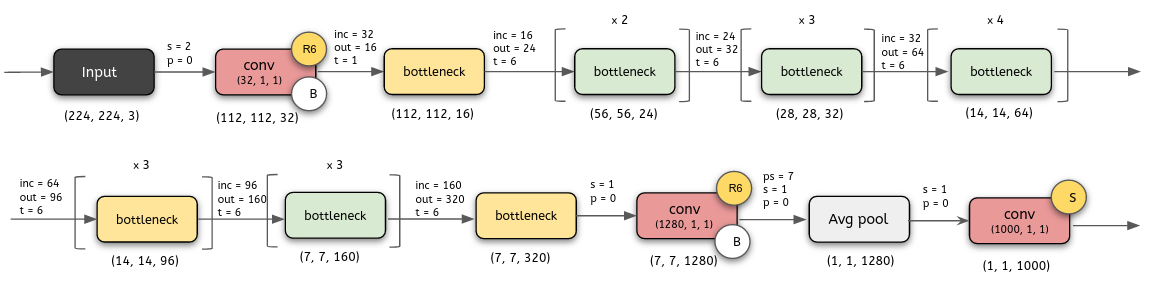 x 2
x 3
x 4
s = 2
p = 0
inc = 32
out = 16
t = 1
inc = 16
out = 24
t = 6
inc = 24
out = 32
t = 6
inc = 32
out = 64
t = 6
Input
conv
(32, 1, 1)
R6
B
bottleneck
bottleneck
bottleneck
bottleneck
(224, 224, 3)
(112, 112, 32)
(112, 112, 16)
(56, 56, 24)
(28, 28, 32)
(14, 14, 64)
x 3
x 3
inc = 64
out = 96
t = 6
inc = 96
out = 160
t = 6
inc = 160
out = 320
t = 6
s = 1
p = 0
ps = 7
s = 1
p = 0
s = 1
p = 0
bottleneck
bottleneck
bottleneck
conv
(1280, 1, 1)
R6
B
Avg pool
conv
(1000, 1, 1)
S
(14, 14, 96)
(7, 7, 160)
(7, 7, 320)
(7, 7, 1280)
(1, 1, 1280)
(1, 1, 1000)